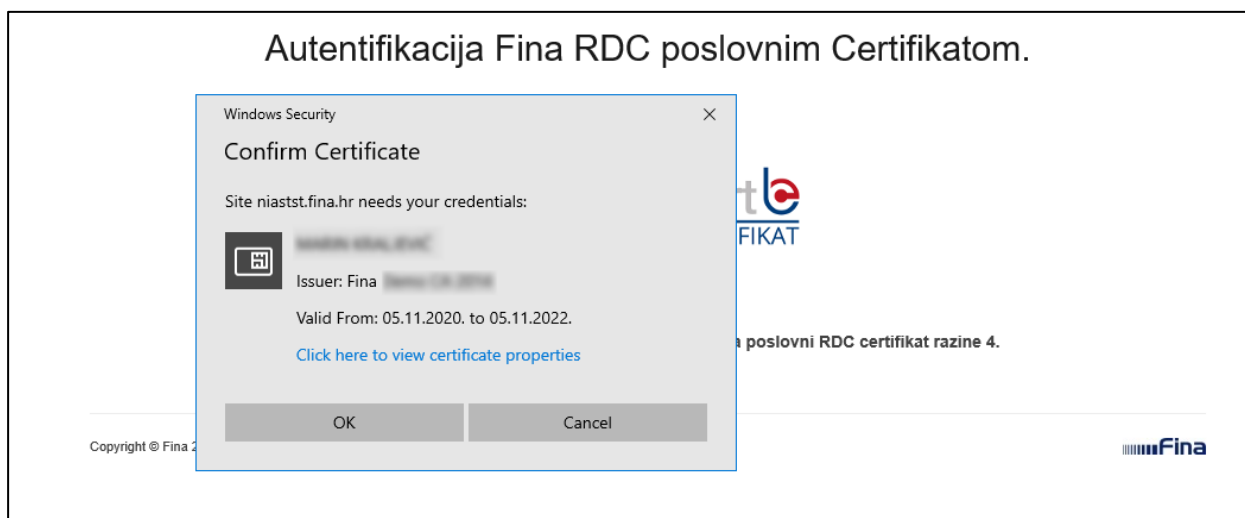 Autentifikacija Fina RDC poslovnim Certifikatom.
Windows Security
Confirm Certificate
Site niastst.fina.hr needs your credentials:
Issuer: Fina
Valid From: 05.11.2020. to 05.11.2022.
Click here to view certificate properties
OK
Cancel
FIKAT
poslovni RDC certifikat razine 4.
Copyright © Fina 2
Fina